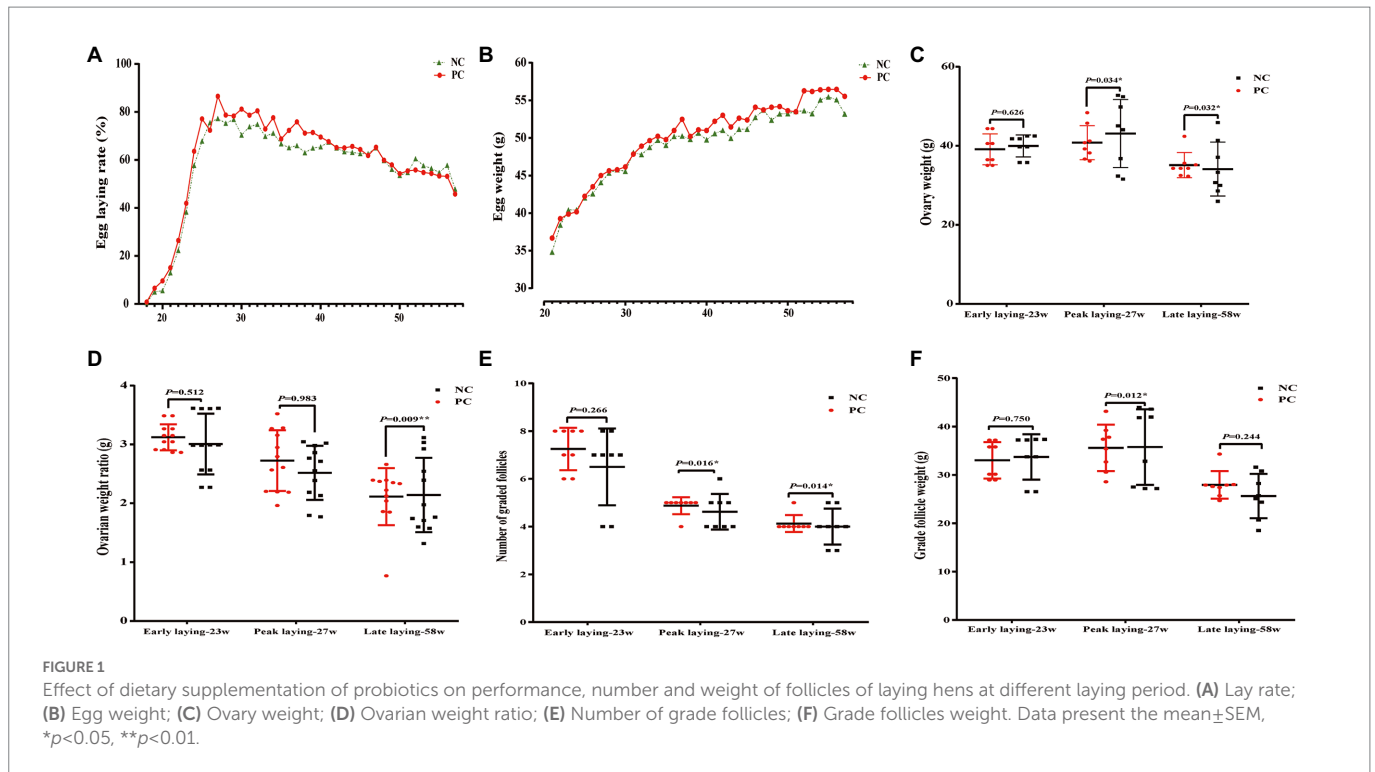 A
NC
PC
Egg laying rate (%)
100
80
60
40
20
0
20
30
40
50
B
NC
PC
Egg weight (g)
60
55
50
45
40
35
30
20
30
40
50
C
NC
PC
Ovary weight (g)
60
40
20
0
P=0.626
P=0.034*
P=0.032*
Early laying-23w
Peak laying-27w
Late laying-58w
D
NC
PC
Ovarian weight ratio (g)
4
3
2
1
0
P=0.512
P=0.983
P=0.009**
Early laying-23w
Peak laying-27w
Late laying-58w
E
NC
PC
Number of graded follicles
10
8
6
4
2
0
P=0.266
P=0.016*
P=0.014*
Early laying-23w
Peak laying-27w
Late laying-58w
F
NC
PC
Grade follicle weight (g)
50
40
30
20
10
0
P=0.750
P=0.012*
P=0.244
Early laying-23w
Peak laying-27w
Late laying-58w
FIGURE 1
Effect of dietary supplementation of probiotics on performance, number and weight of follicles of laying hens at different laying period. (A) Lay rate;
(B) Egg weight; (C) Ovary weight; (D) Ovarian weight ratio; (E) Number of grade follicles; (F) Grade follicles weight. Data present the mean±SEM,
*p<0.05, **p<0.01.